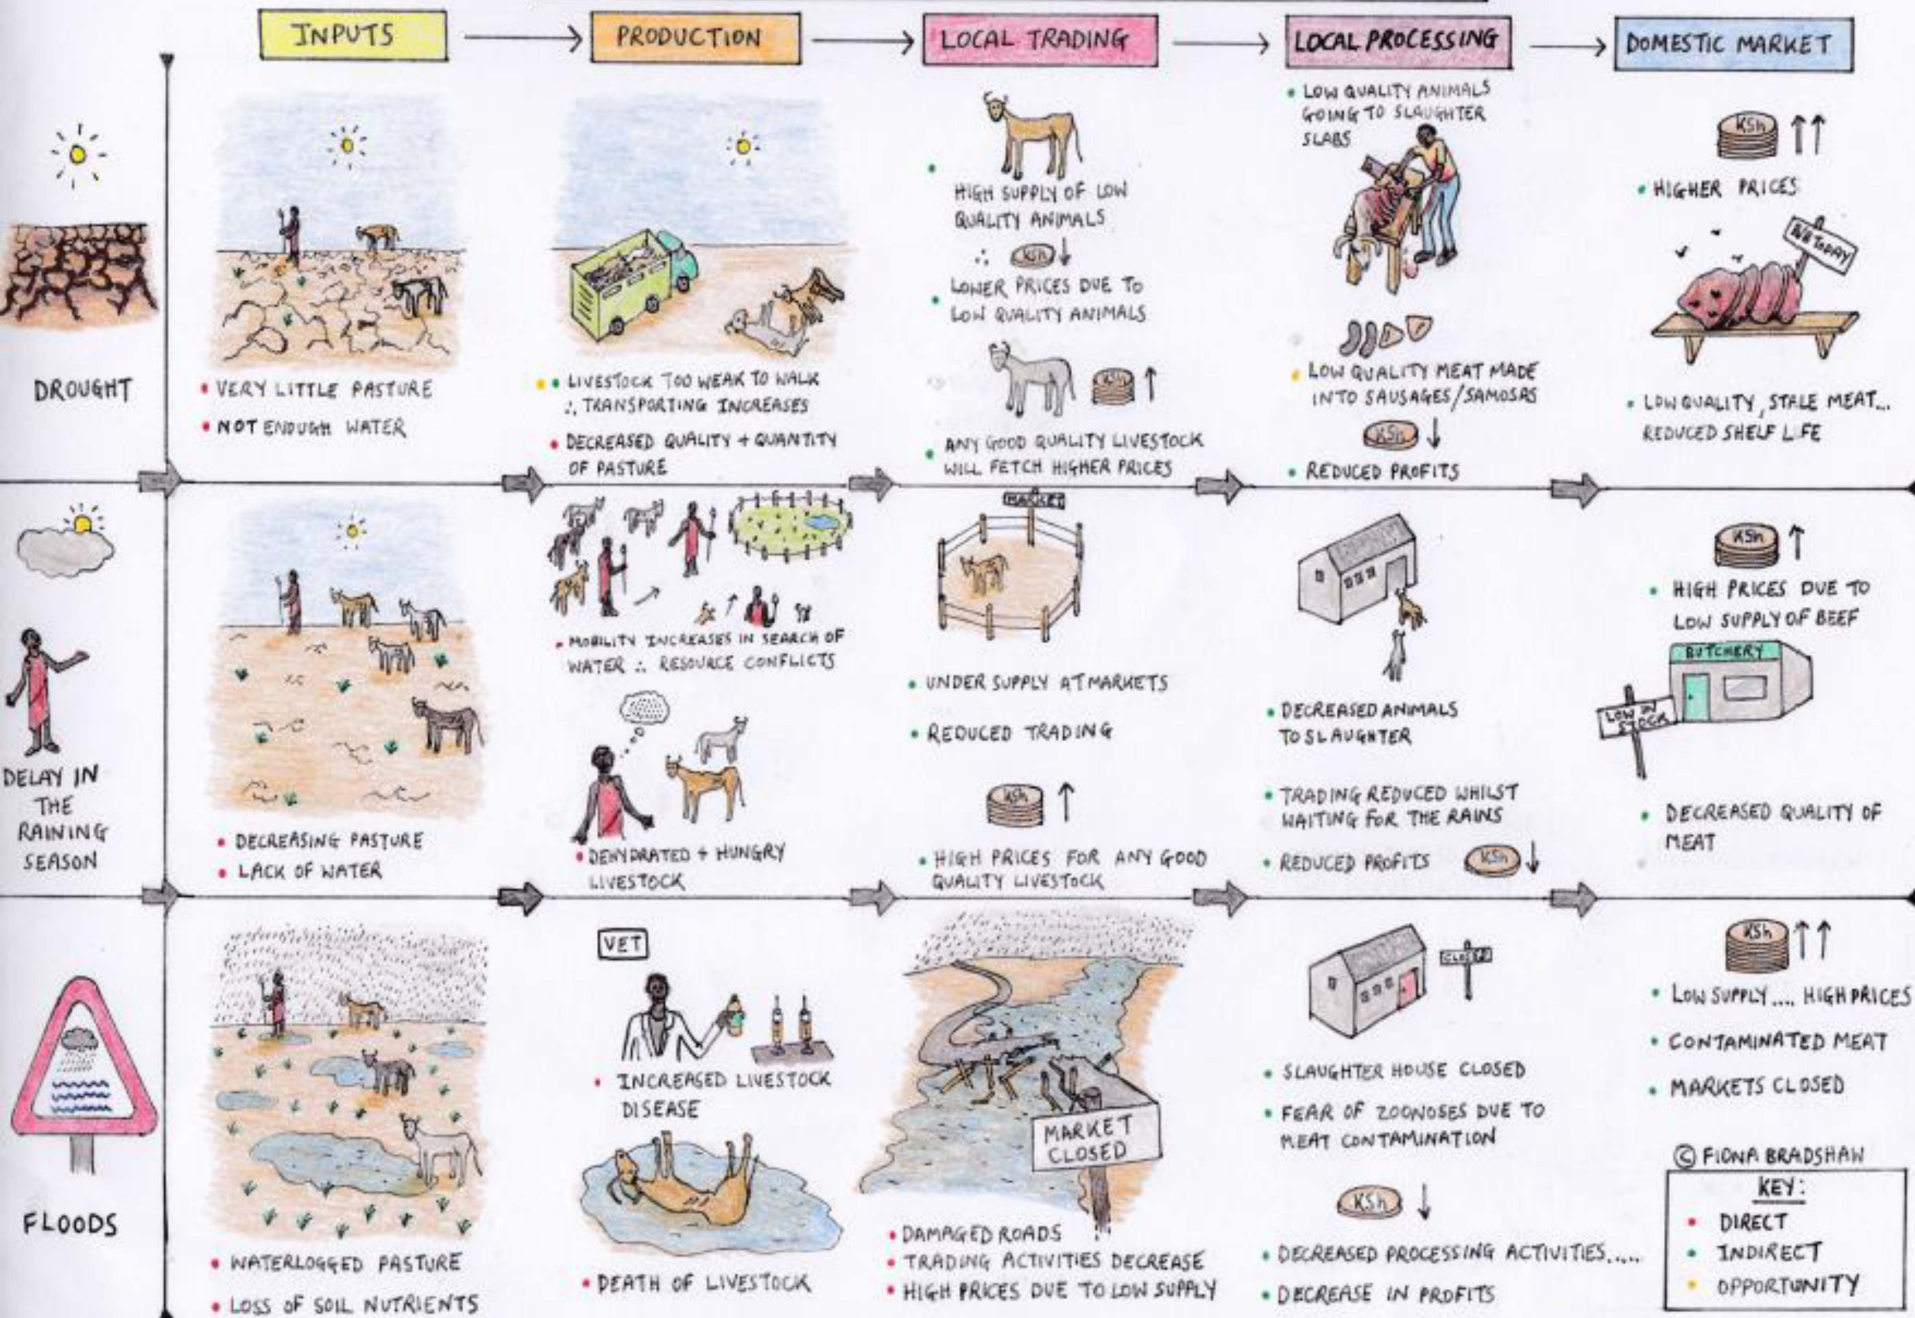 INPUTS
PRODUCTION
LOCAL TRADING
LOCAL PROCESSING
DOMESTIC MARKET
DROUGHT
• VERY LITTLE PASTURE
• NOT ENOUGH WATER
• • LIVESTOCK TOO WEAK TO WALK
∴ TRANSPORTING INCREASES
• DECREASED QUALITY + QUANTITY
OF PASTURE
• HIGH SUPPLY OF LOW
QUALITY ANIMALS
∴ KSh ↓
• LOWER PRICES DUE TO
LOW QUALITY ANIMALS
KSh ↑
• ANY GOOD QUALITY LIVESTOCK
WILL FETCH HIGHER PRICES
• LOW QUALITY ANIMALS
GOING TO SLAUGHTER
SLABS
• LOW QUALITY MEAT MADE
INTO SAUSAGES/SAMOSAS
KSh ↓
• REDUCED PROFITS
KSh ↑↑
• HIGHER PRICES
TODAY
• LOW QUALITY, STALE MEAT...
REDUCED SHELF LIFE
DELAY IN
THE
RAINING
SEASON
• DECREASING PASTURE
• LACK OF WATER
• MOBILITY INCREASES IN SEARCH OF
WATER ∴ RESOURCE CONFLICTS
• DEHYDRATED + HUNGRY
LIVESTOCK
MARKET
• UNDER SUPPLY AT MARKETS
• REDUCED TRADING
KSh ↑
• HIGH PRICES FOR ANY GOOD
QUALITY LIVESTOCK
• DECREASED ANIMALS
TO SLAUGHTER
• TRADING REDUCED WHILST
WAITING FOR THE RAINS
• REDUCED PROFITS KSh ↓
KSh ↑
• HIGH PRICES DUE TO
LOW SUPPLY OF BEEF
BUTCHERY
LOW IN
STOCK
• DECREASED QUALITY OF
MEAT
FLOODS
• WATERLOGGED PASTURE
• LOSS OF SOIL NUTRIENTS
VET
• INCREASED LIVESTOCK
DISEASE
• DEATH OF LIVESTOCK
MARKET
CLOSED
• DAMAGED ROADS
• TRADING ACTIVITIES DECREASE
• HIGH PRICES DUE TO LOW SUPPLY
CLOSED
• SLAUGHTER HOUSE CLOSED
• FEAR OF ZOONOSES DUE TO
MEAT CONTAMINATION
KSh ↓
• DECREASED PROCESSING ACTIVITIES.....
• DECREASE IN PROFITS
KSh ↑↑
• LOW SUPPLY.... HIGH PRICES
• CONTAMINATED MEAT
• MARKETS CLOSED
© FIONA BRADSHAW
KEY:
• DIRECT
• INDIRECT
• OPPORTUNITY